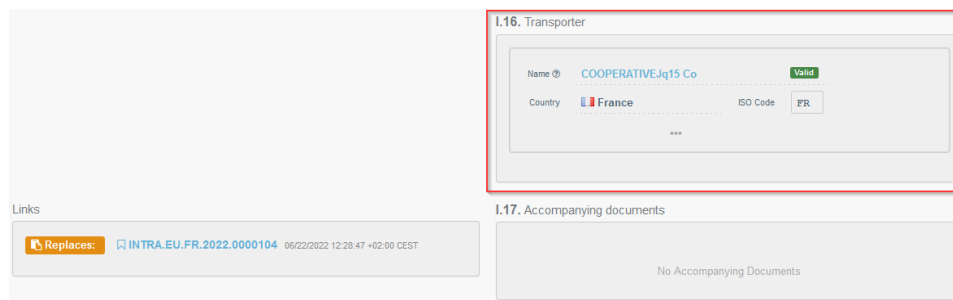 I.16. Transporter
Name COOPERATIVEJq15 Co Valid
Country France ISO Code FR
Links
Replaces: INTRA.EU.FR.2022.0000104 06/22/2022 12:28:47 +02:00 CEST
I.17. Accompanying documents
No Accompanying Documents